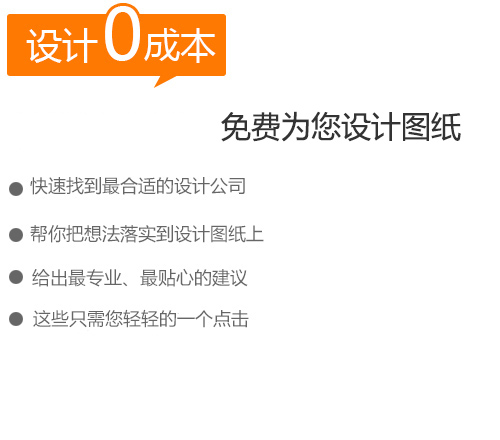 设计0成本
免费为您设计图纸
快速找到最合适的设计公司
帮你把想法落实到设计图纸上
给出最专业、最贴心的建议
这些只需您轻轻的一个点击